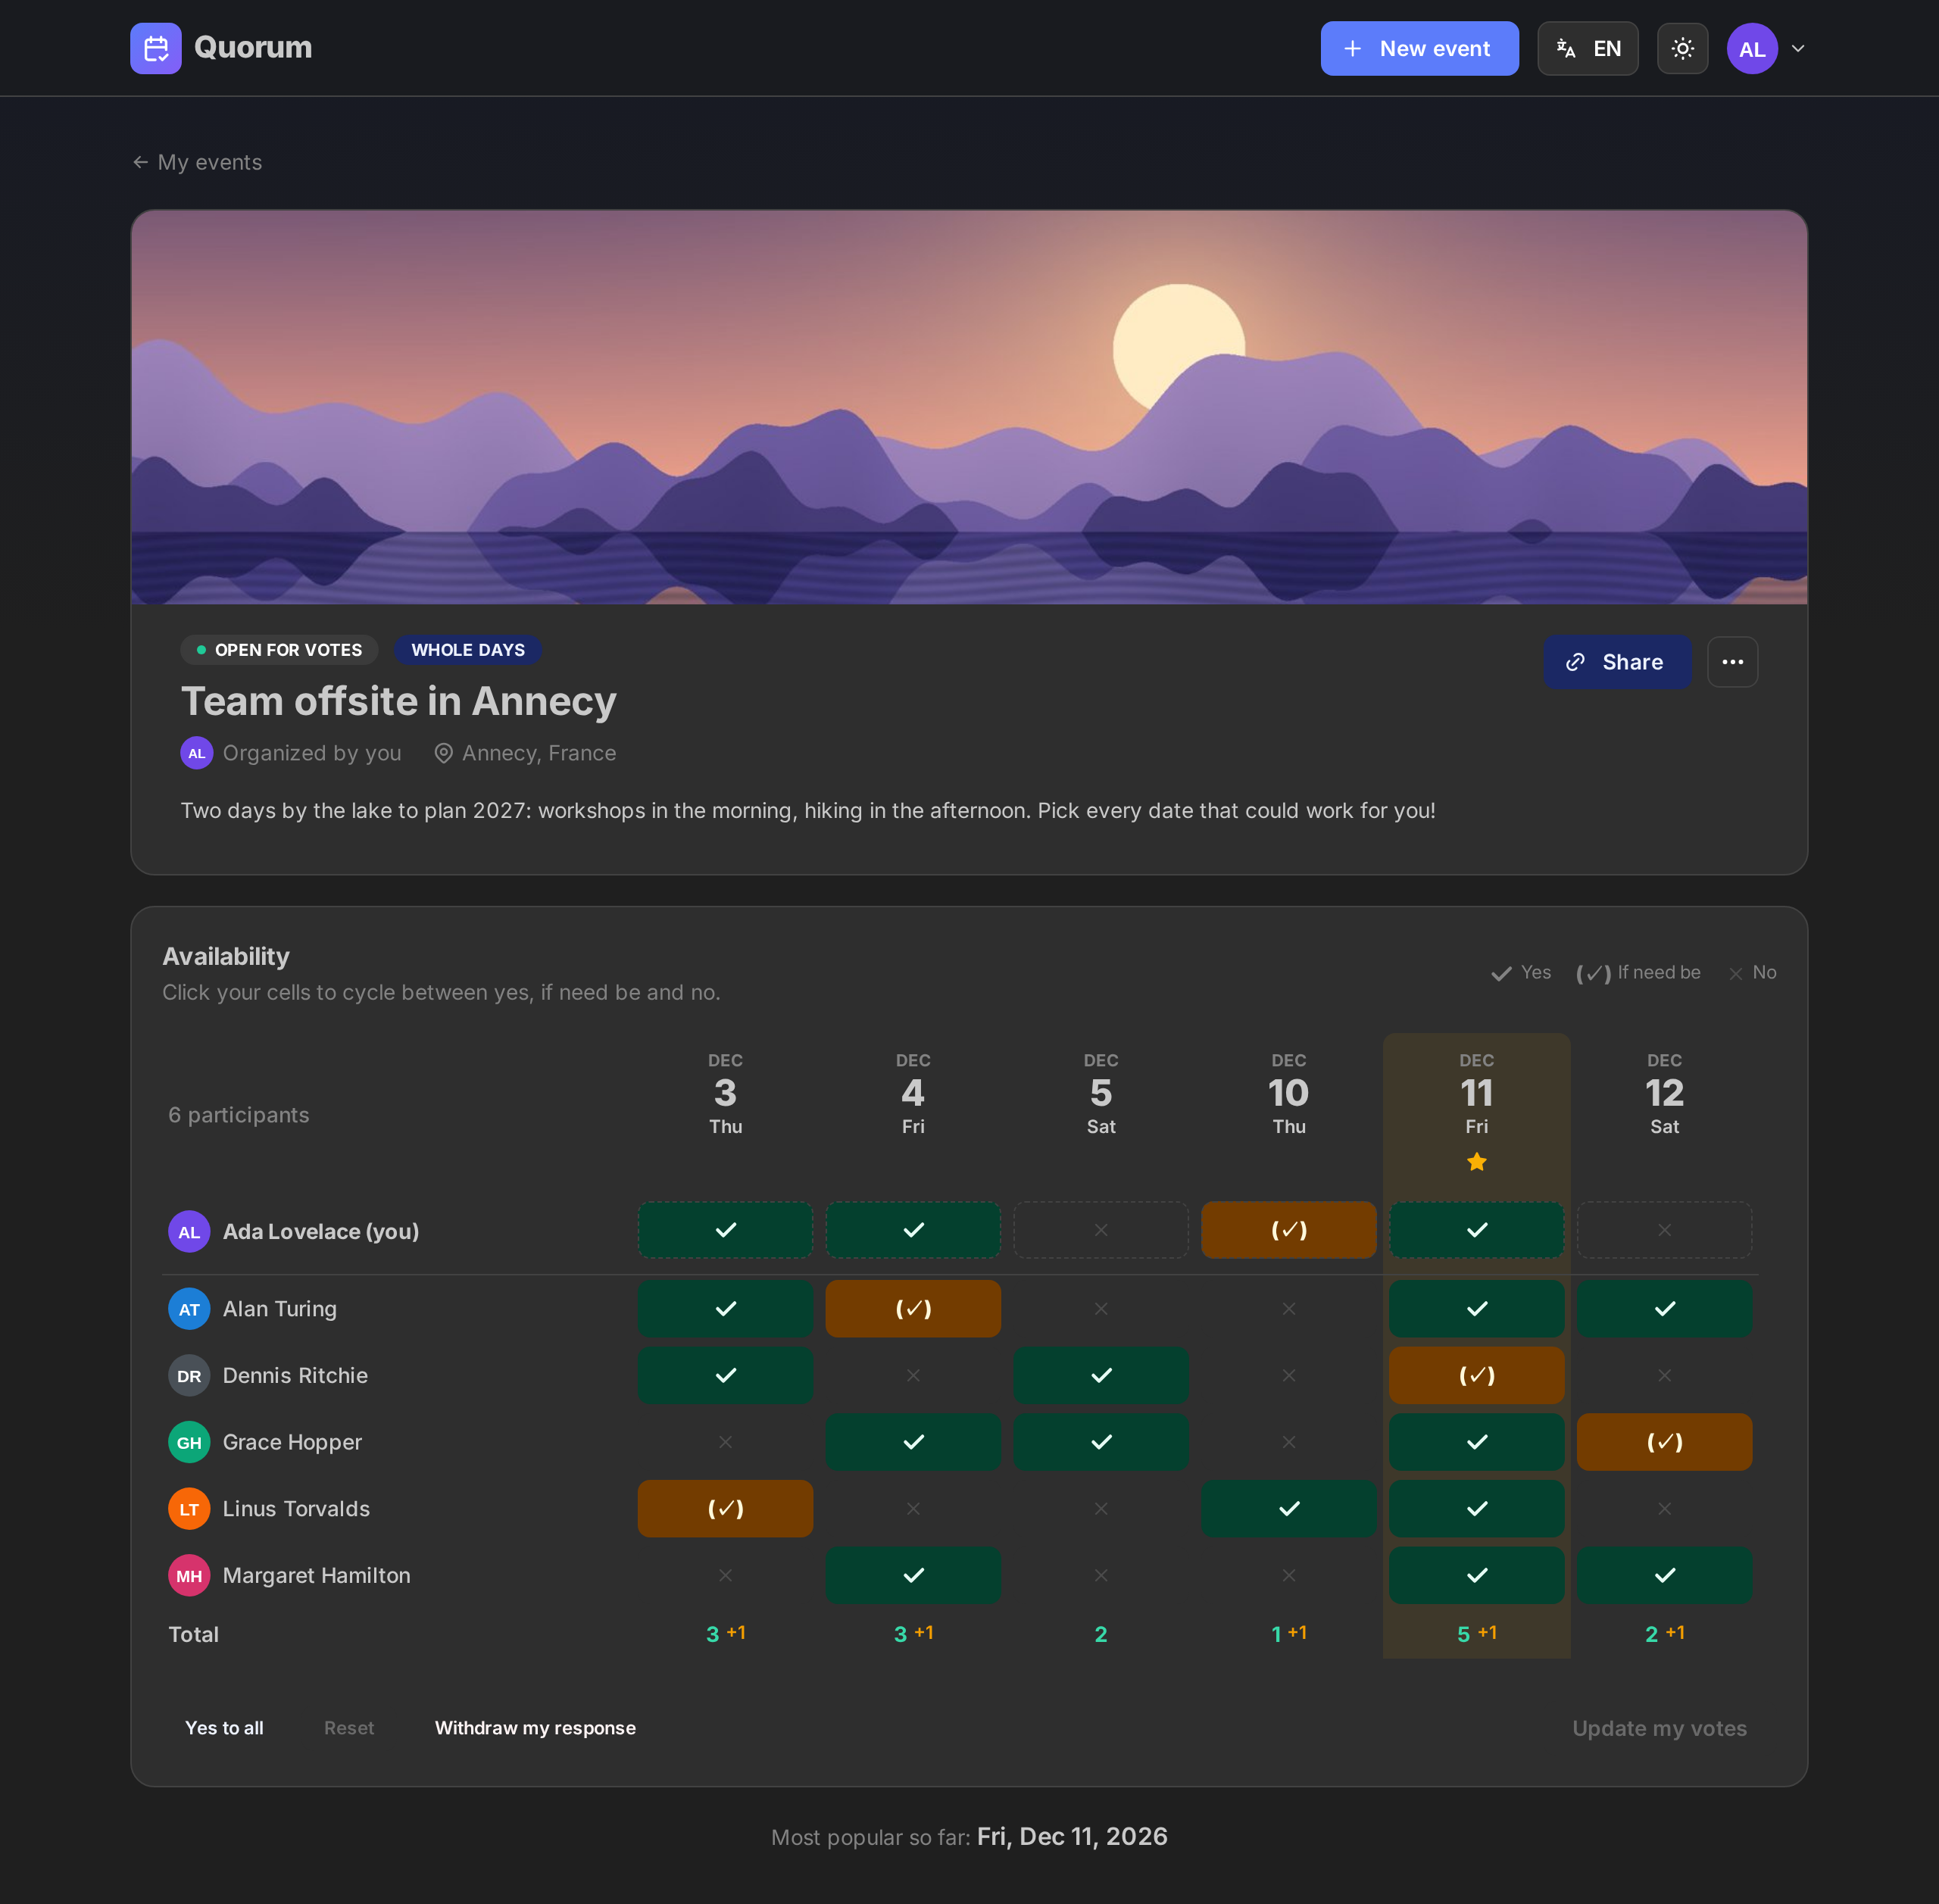 Quorum
New event
EN
AL
← My events
OPEN FOR VOTES
WHOLE DAYS
Share
Team offsite in Annecy
AL Organized by you
Annecy, France
Two days by the lake to plan 2027: workshops in the morning, hiking in the afternoon. Pick every date that could work for you!
Availability
Click your cells to cycle between yes, if need be and no.
✓ Yes (✓) If need be × No
6 participants
DEC 3 Thu
DEC 4 Fri
DEC 5 Sat
DEC 10 Thu
DEC 11 Fri
DEC 12 Sat
AL Ada Lovelace (you) ✓ ✓ × (✓) ✓ ×
AT Alan Turing ✓ (✓) × × ✓ ✓
DR Dennis Ritchie ✓ × ✓ × (✓) ×
GH Grace Hopper × ✓ ✓ × ✓ (✓)
LT Linus Torvalds (✓) × × ✓ ✓ ×
MH Margaret Hamilton × ✓ × × ✓ ✓
Total 3 +1 3 +1 2 1 +1 5 +1 2 +1
Yes to all
Reset
Withdraw my response
Update my votes
Most popular so far: Fri, Dec 11, 2026